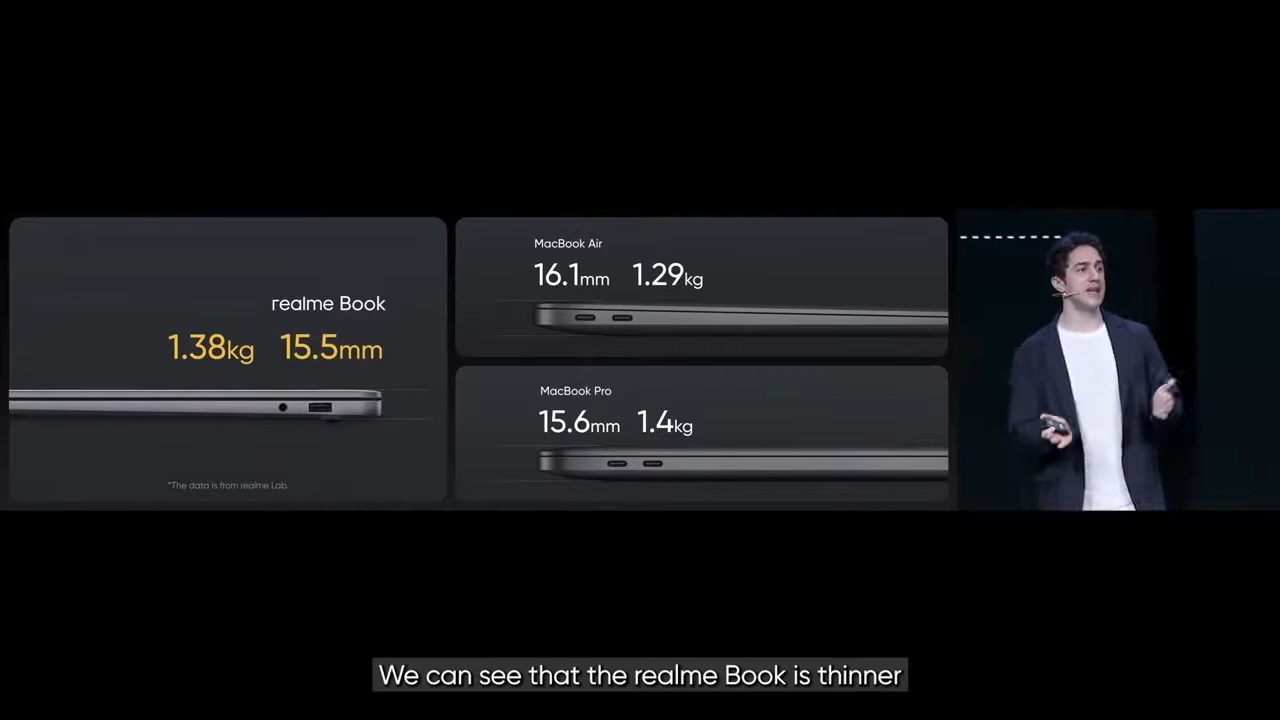 realme Book
1.38kg 15.5mm
*The data is from realme Lab.
MacBook Air
16.1mm 1.29kg
MacBook Pro
15.6mm 1.4kg
We can see that the realme Book is thinner